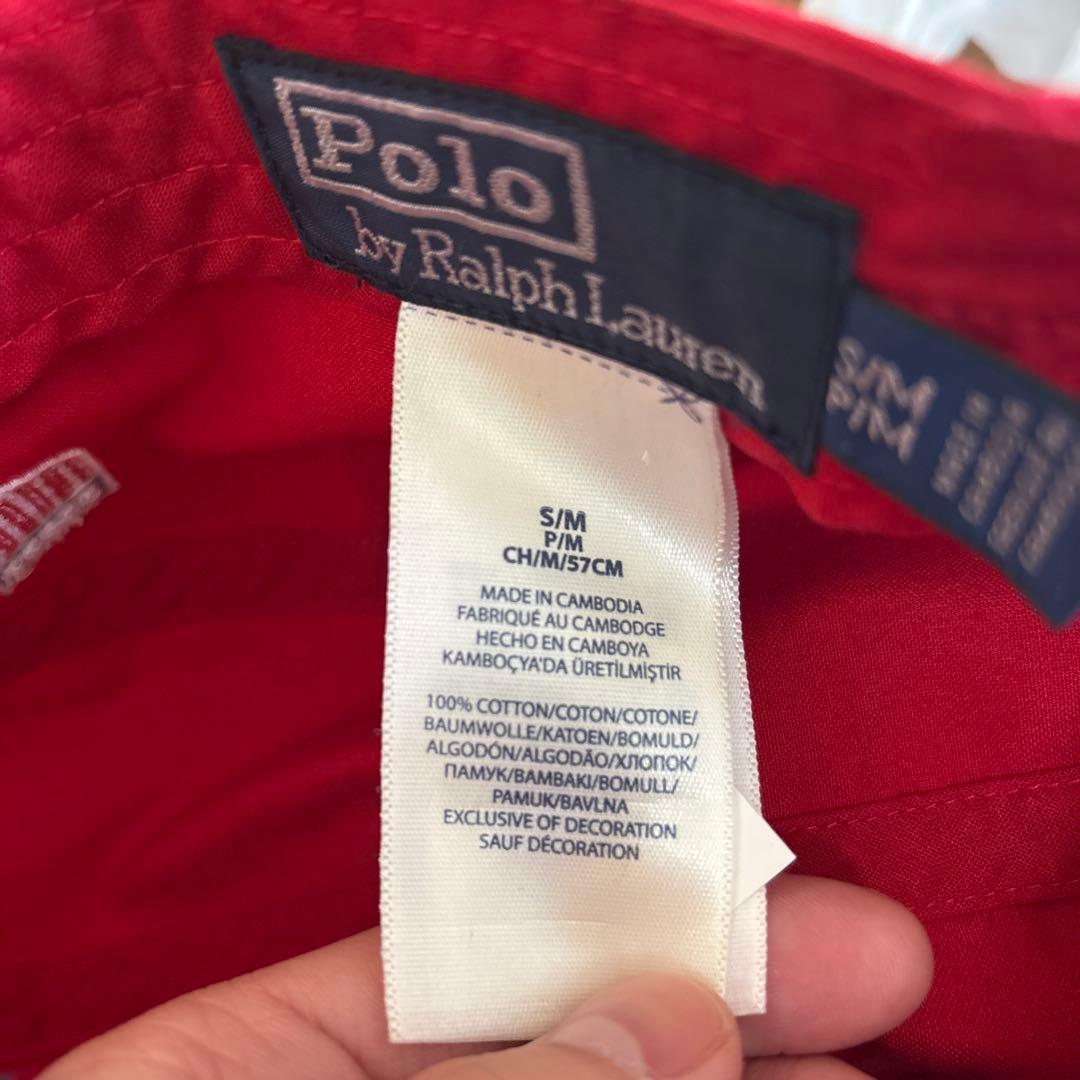 Polo
by Ralph Lauren
S/M
P/M
S/M
P/M
CH/M/57CM
MADE IN CAMBODIA
FABRIQUÉ AU CAMBODGE
HECHO EN CAMBOYA
KAMBOÇYA'DA ÜRETİLMİŞTİR
100% COTTON/COTON/COTONE/
BAUMWOLLE/KATOEN/BOMULD/
ALGODÓN/ALGODÃO/ХЛОПОК/
ПАМУК/BAMBAKI/BOMULL/
PAMUK/BAVLNA
EXCLUSIVE OF DECORATION
SAUF DÉCORATION